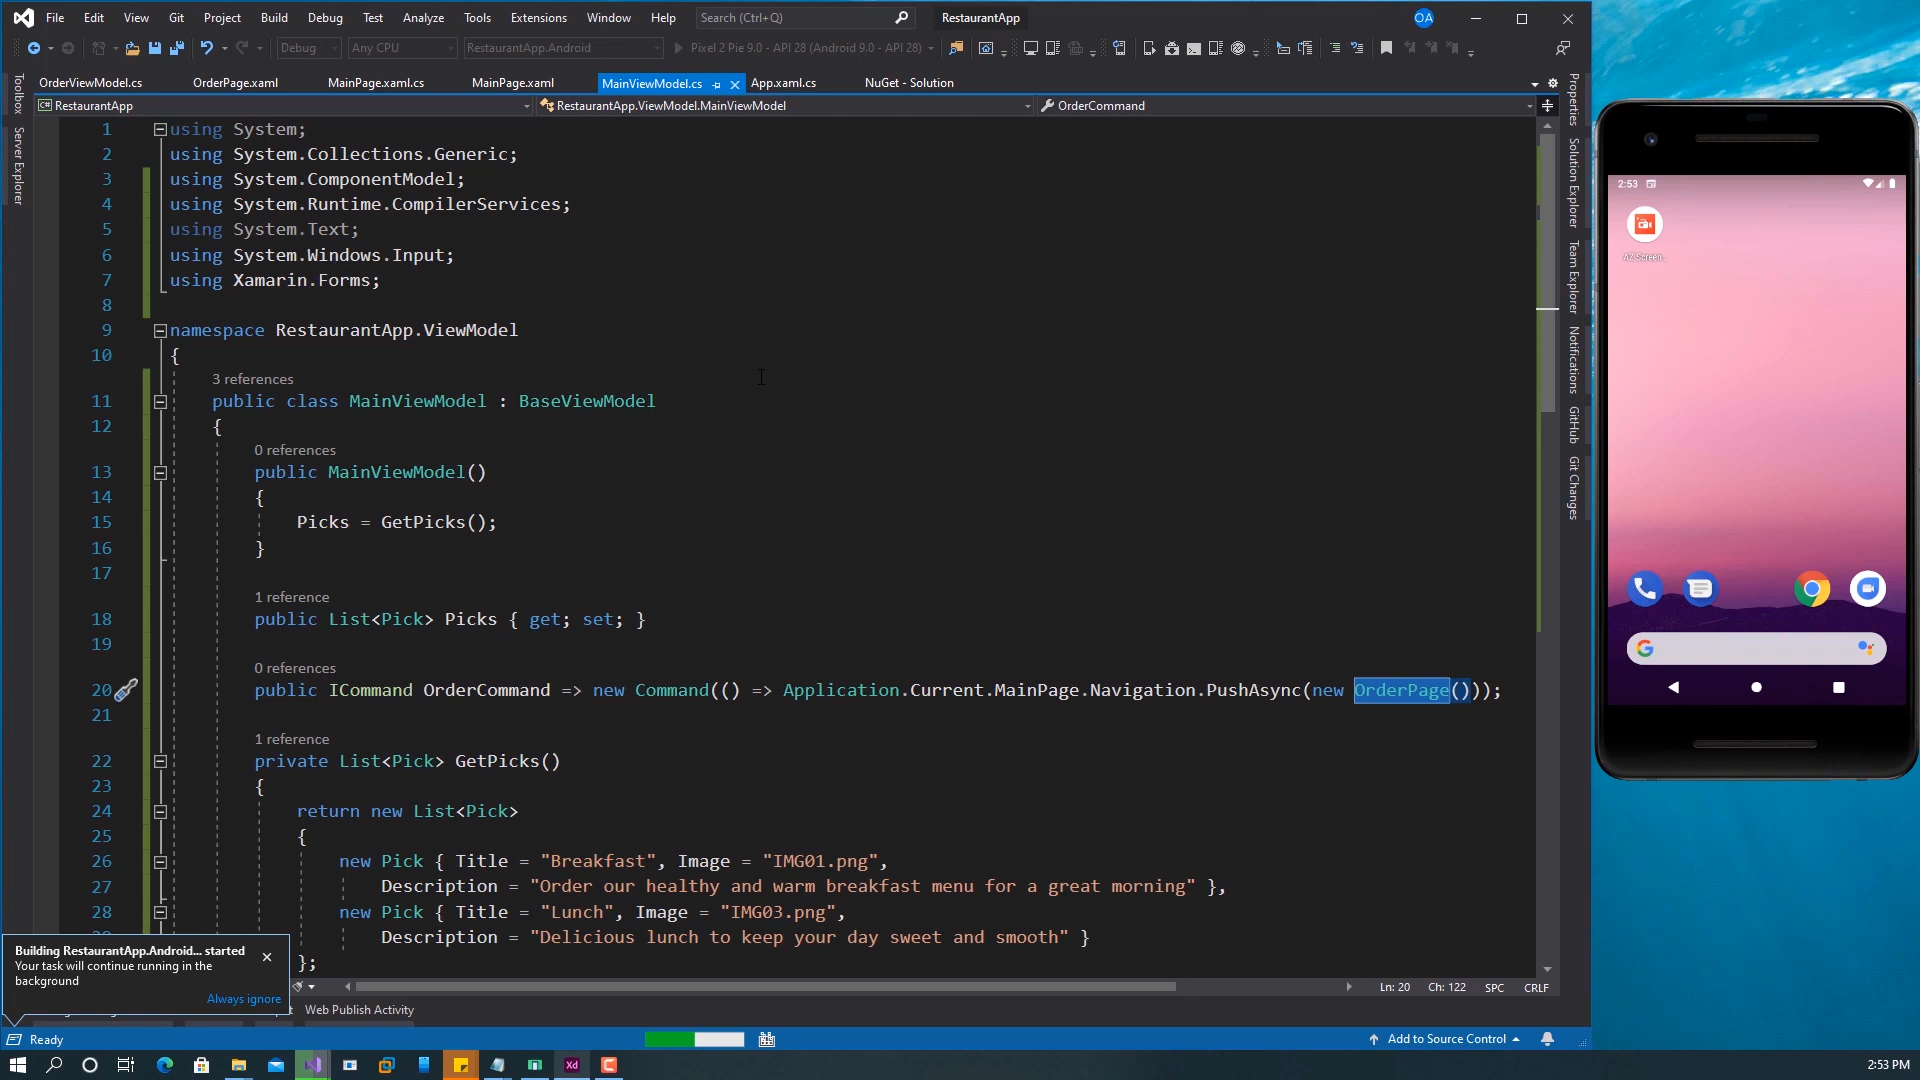 File Edit View Git Project Build Debug Test Analyze Tools Extensions Window Help Search (Ctrl+Q) RestaurantApp OA
Debug Any CPU RestaurantApp.Android Pixel 2 Pie 9.0 - API 28 (Android 9.0 - API 28)
OrderViewModel.cs OrderPage.xaml MainPage.xaml.cs MainPage.xaml MainViewModel.cs App.xaml.cs NuGet - Solution
C# RestaurantApp RestaurantApp.ViewModel.MainViewModel OrderCommand
Toolbox
Server Explorer
1 using System;
2 using System.Collections.Generic;
3 using System.ComponentModel;
4 using System.Runtime.CompilerServices;
5 using System.Text;
6 using System.Windows.Input;
7 using Xamarin.Forms;
8
9 namespace RestaurantApp.ViewModel
10 {
3 references
11 public class MainViewModel : BaseViewModel
12 {
0 references
13 public MainViewModel()
14 {
15 Picks = GetPicks();
16 }
17
1 reference
18 public List<Pick> Picks { get; set; }
19
0 references
20 public ICommand OrderCommand => new Command(() => Application.Current.MainPage.Navigation.PushAsync(new OrderPage()));
21
1 reference
22 private List<Pick> GetPicks()
23 {
24 return new List<Pick>
25 {
26 new Pick { Title = "Breakfast", Image = "IMG01.png",
27 Description = "Order our healthy and warm breakfast menu for a great morning" },
28 new Pick { Title = "Lunch", Image = "IMG03.png",
Description = "Delicious lunch to keep your day sweet and smooth" }
};
Properties
Solution Explorer
Team Explorer
Notifications
GitHub
Git Changes
2:53
AZ Screen...
Building RestaurantApp.Android... started
Your task will continue running in the
background
Always ignore
Ln: 20 Ch: 122 SPC CRLF
Web Publish Activity
Ready Add to Source Control
Xd
2:53 PM